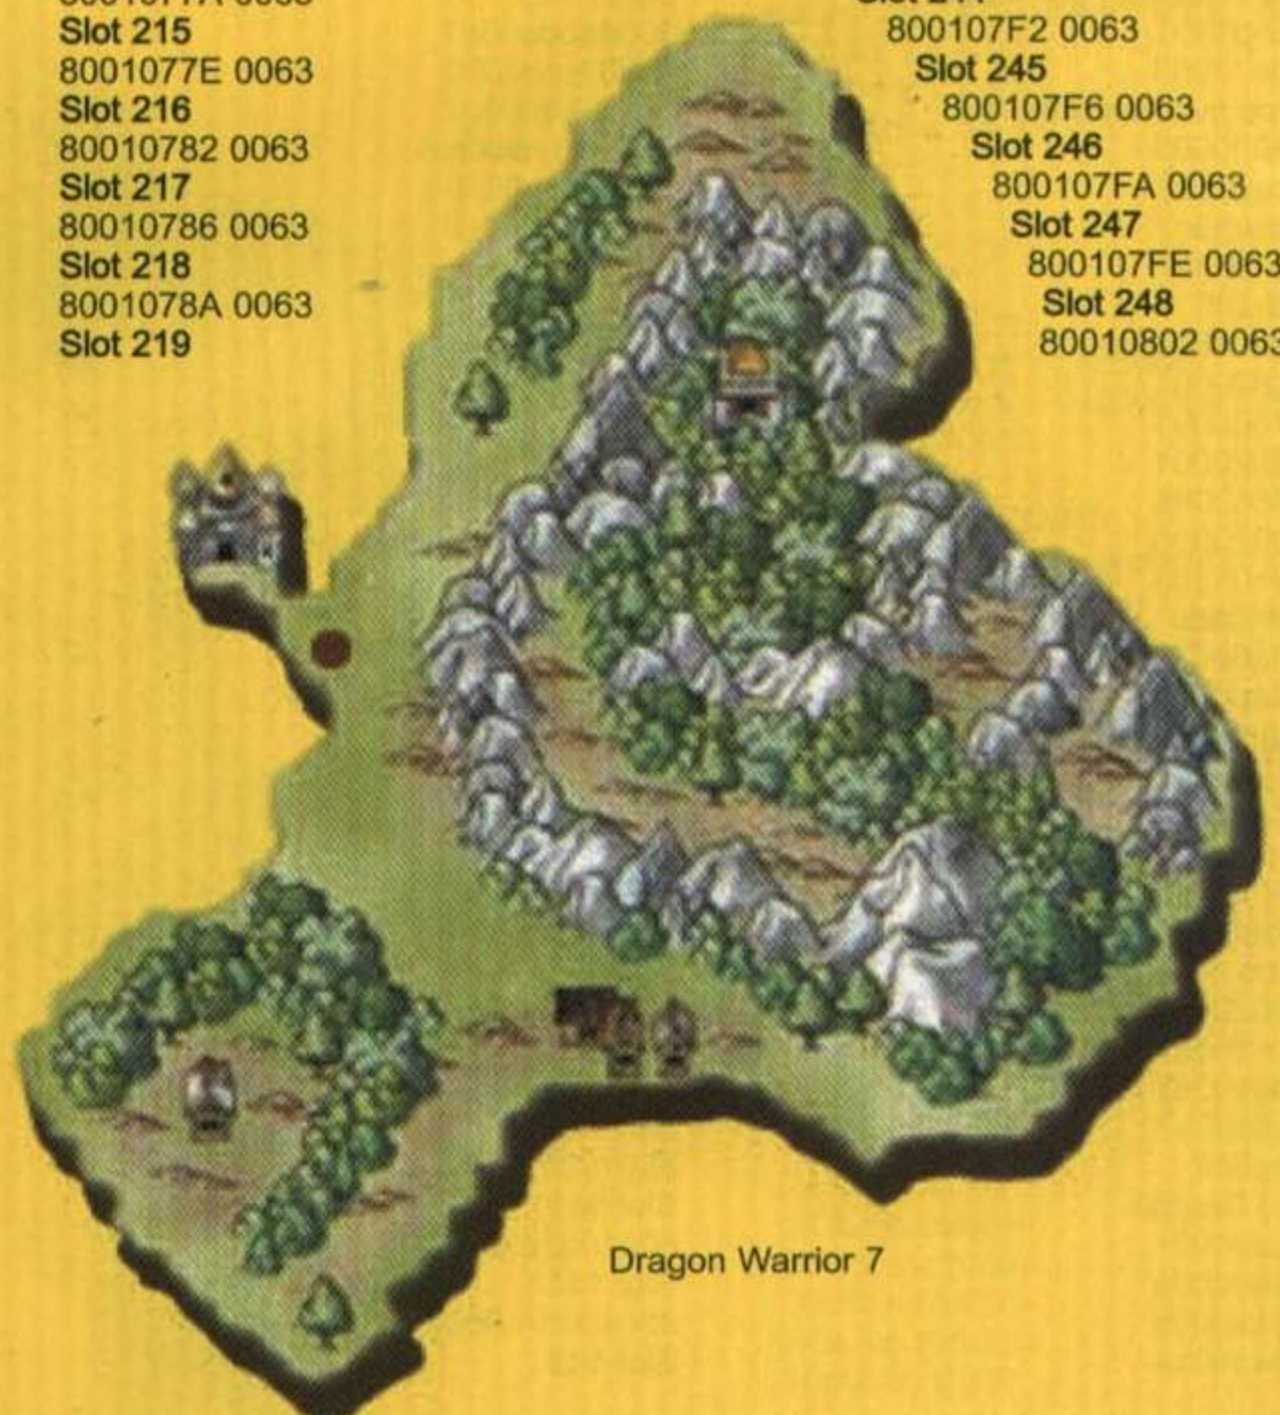 Slot 215
8001077E 0063
Slot 216
80010782 0063
Slot 217
80010786 0063
Slot 218
8001078A 0063
Slot 219
800107F2 0063
Slot 245
800107F6 0063
Slot 246
800107FA 0063
Slot 247
800107FE 0063
Slot 248
80010802 0063
Dragon Warrior 7